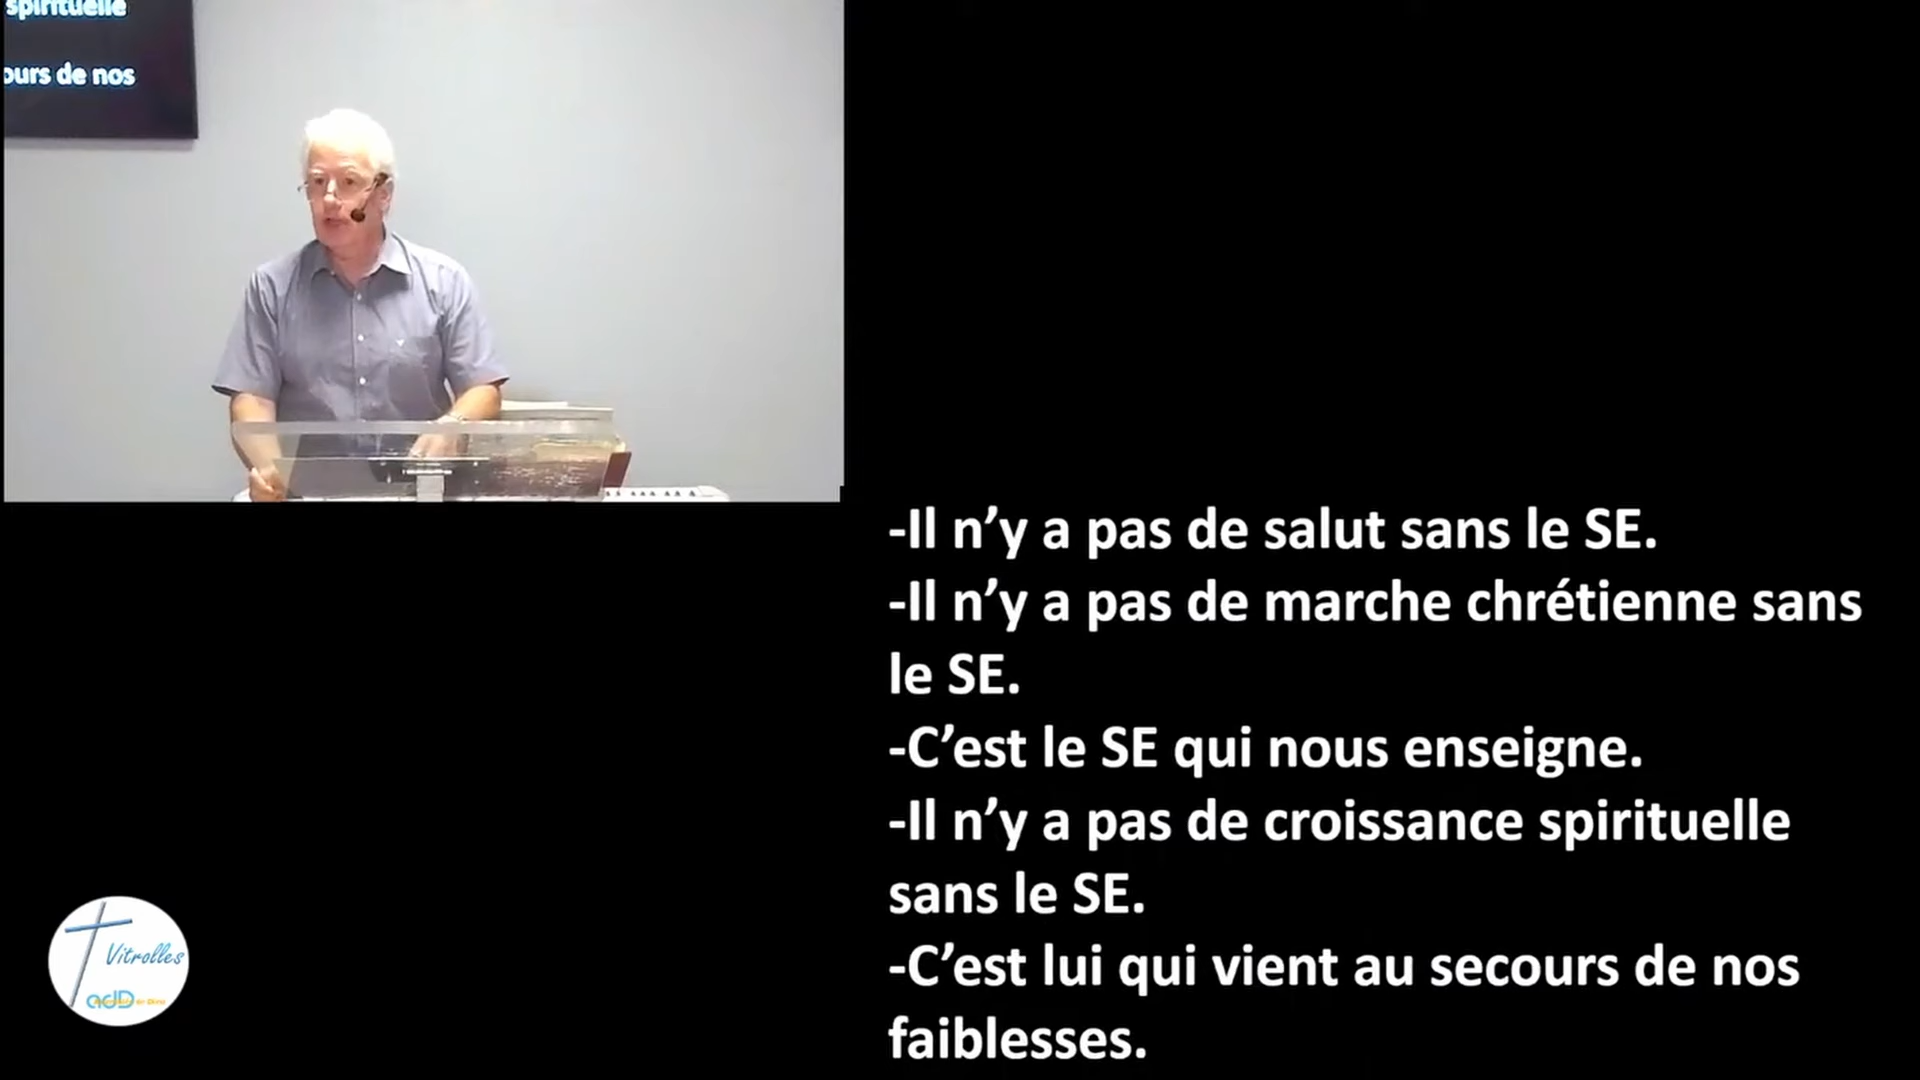 spirituelle
ours de nos
-Il n’y a pas de salut sans le SE.
-Il n’y a pas de marche chrétienne sans
le SE.
-C’est le SE qui nous enseigne.
-Il n’y a pas de croissance spirituelle
sans le SE.
-C’est lui qui vient au secours de nos
faiblesses.
Vitrolles